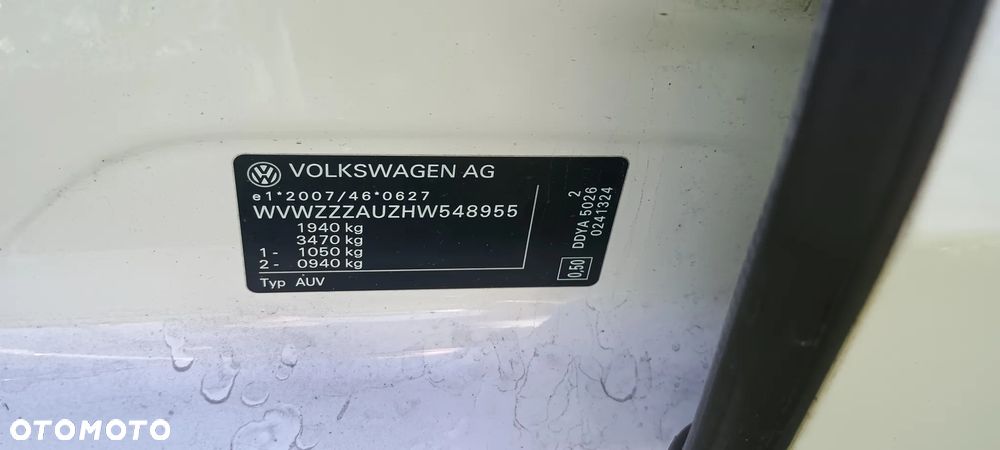 VOLKSWAGEN AG
e1*2007/46*0627
WVWZZZAUZHW548955
1940 kg
3470 kg
1 - 1050 kg
2 - 0940 kg
Typ AUV
0,50 DDYA 5026 2
0241324
OTOMOTO